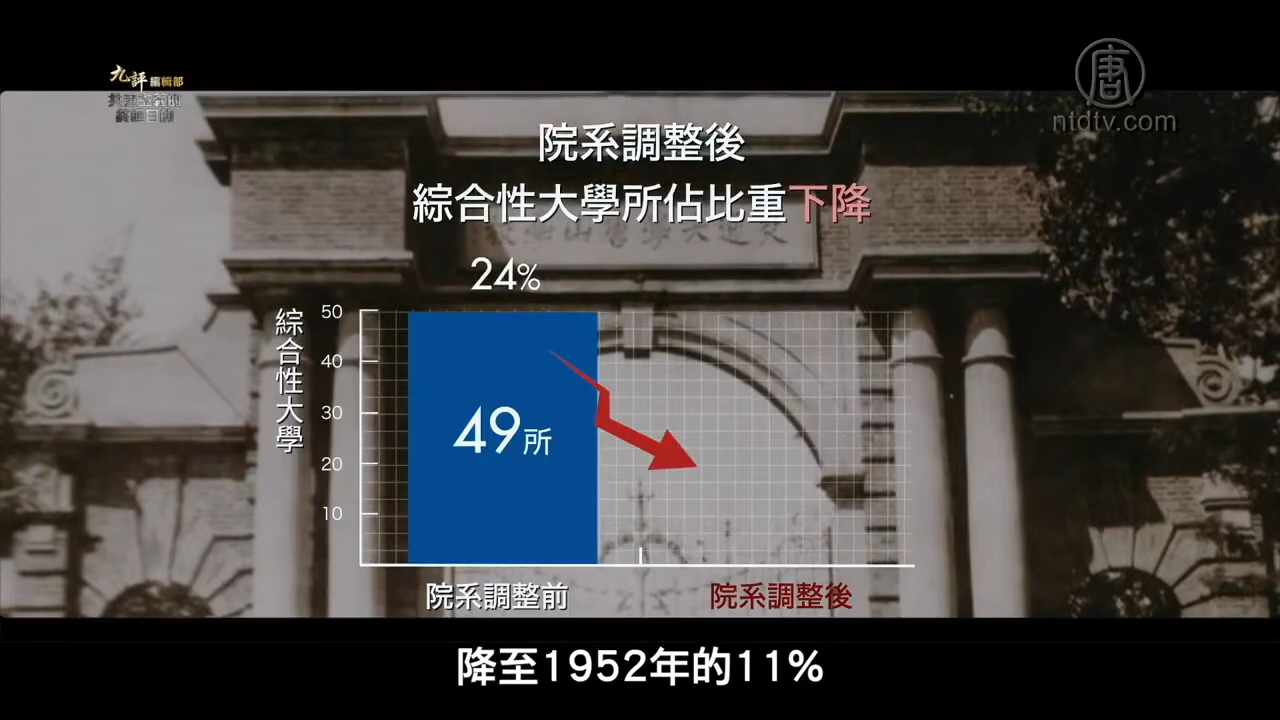 九評編輯部
共產主義的
終極目的
唐
ntdtv.com
院系調整後
綜合性大學所佔比重下降
24%
綜合性大學
50
40
30
20
10
49所
院系調整前
院系調整後
降至1952年的11%